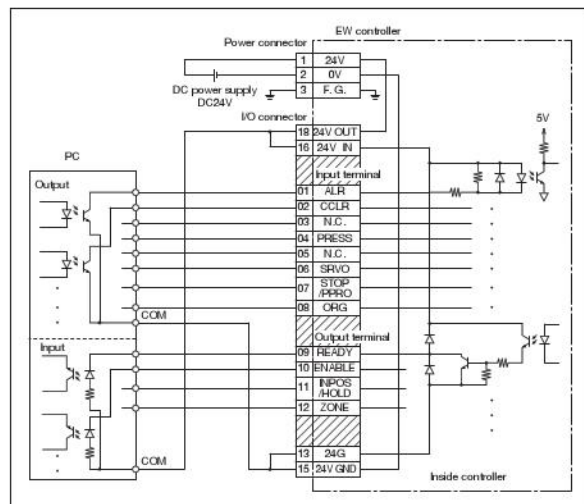 EW controller
Power connector
1 24V
2 0V
3 F.G.
DC power supply
DC24V
I/O connector
18 24V OUT
16 24V IN
5V
PC
Input terminal
Output
01 ALR
02 CCLR
03 N.C.
04 PRESS
05 N.C.
06 SRVO
07 STOP
/PPRO
08 ORG
COM
Output terminal
Input
09 READY
10 ENABLE
11 INPOS
/HOLD
12 ZONE
COM
13 24G
15 24V GND
Inside controller